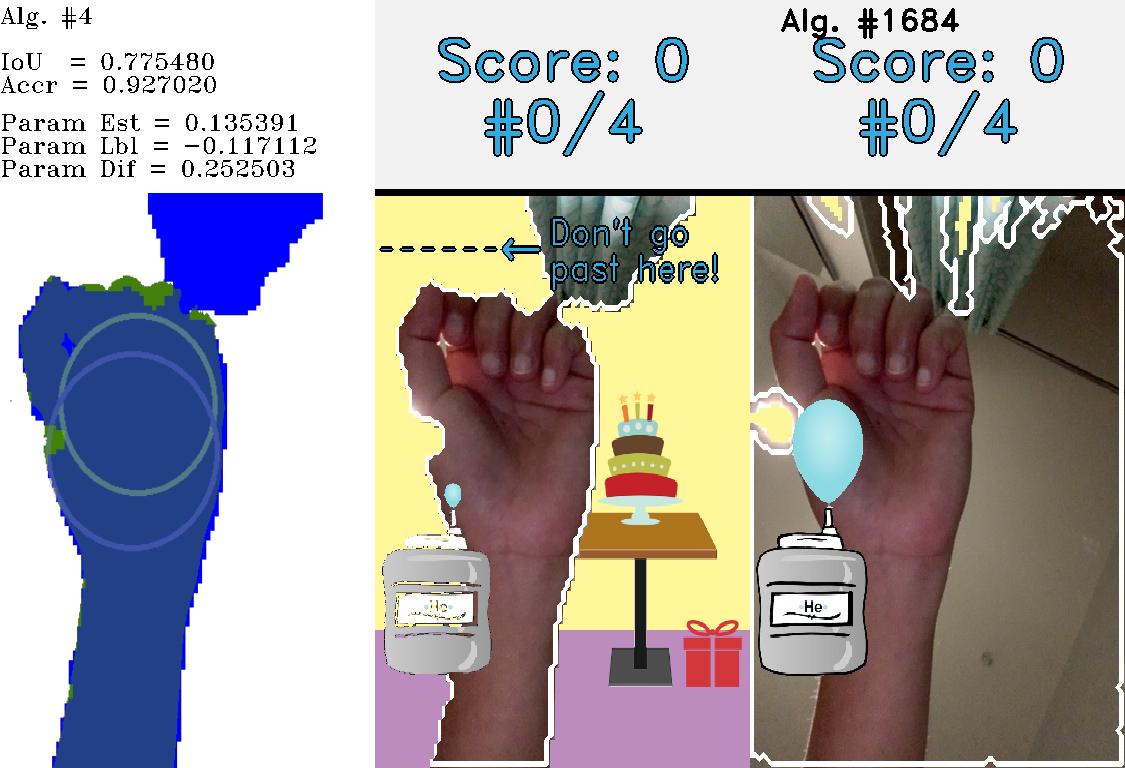 Alg. #4
IoU = 0.775480
Accr = 0.927020
Param Est = 0.135391
Param Lbl = −0.117112
Param Dif = 0.252503
Score: 0
#0/4
Don't go
past here!
He
Alg. #1684
Score: 0
#0/4
He